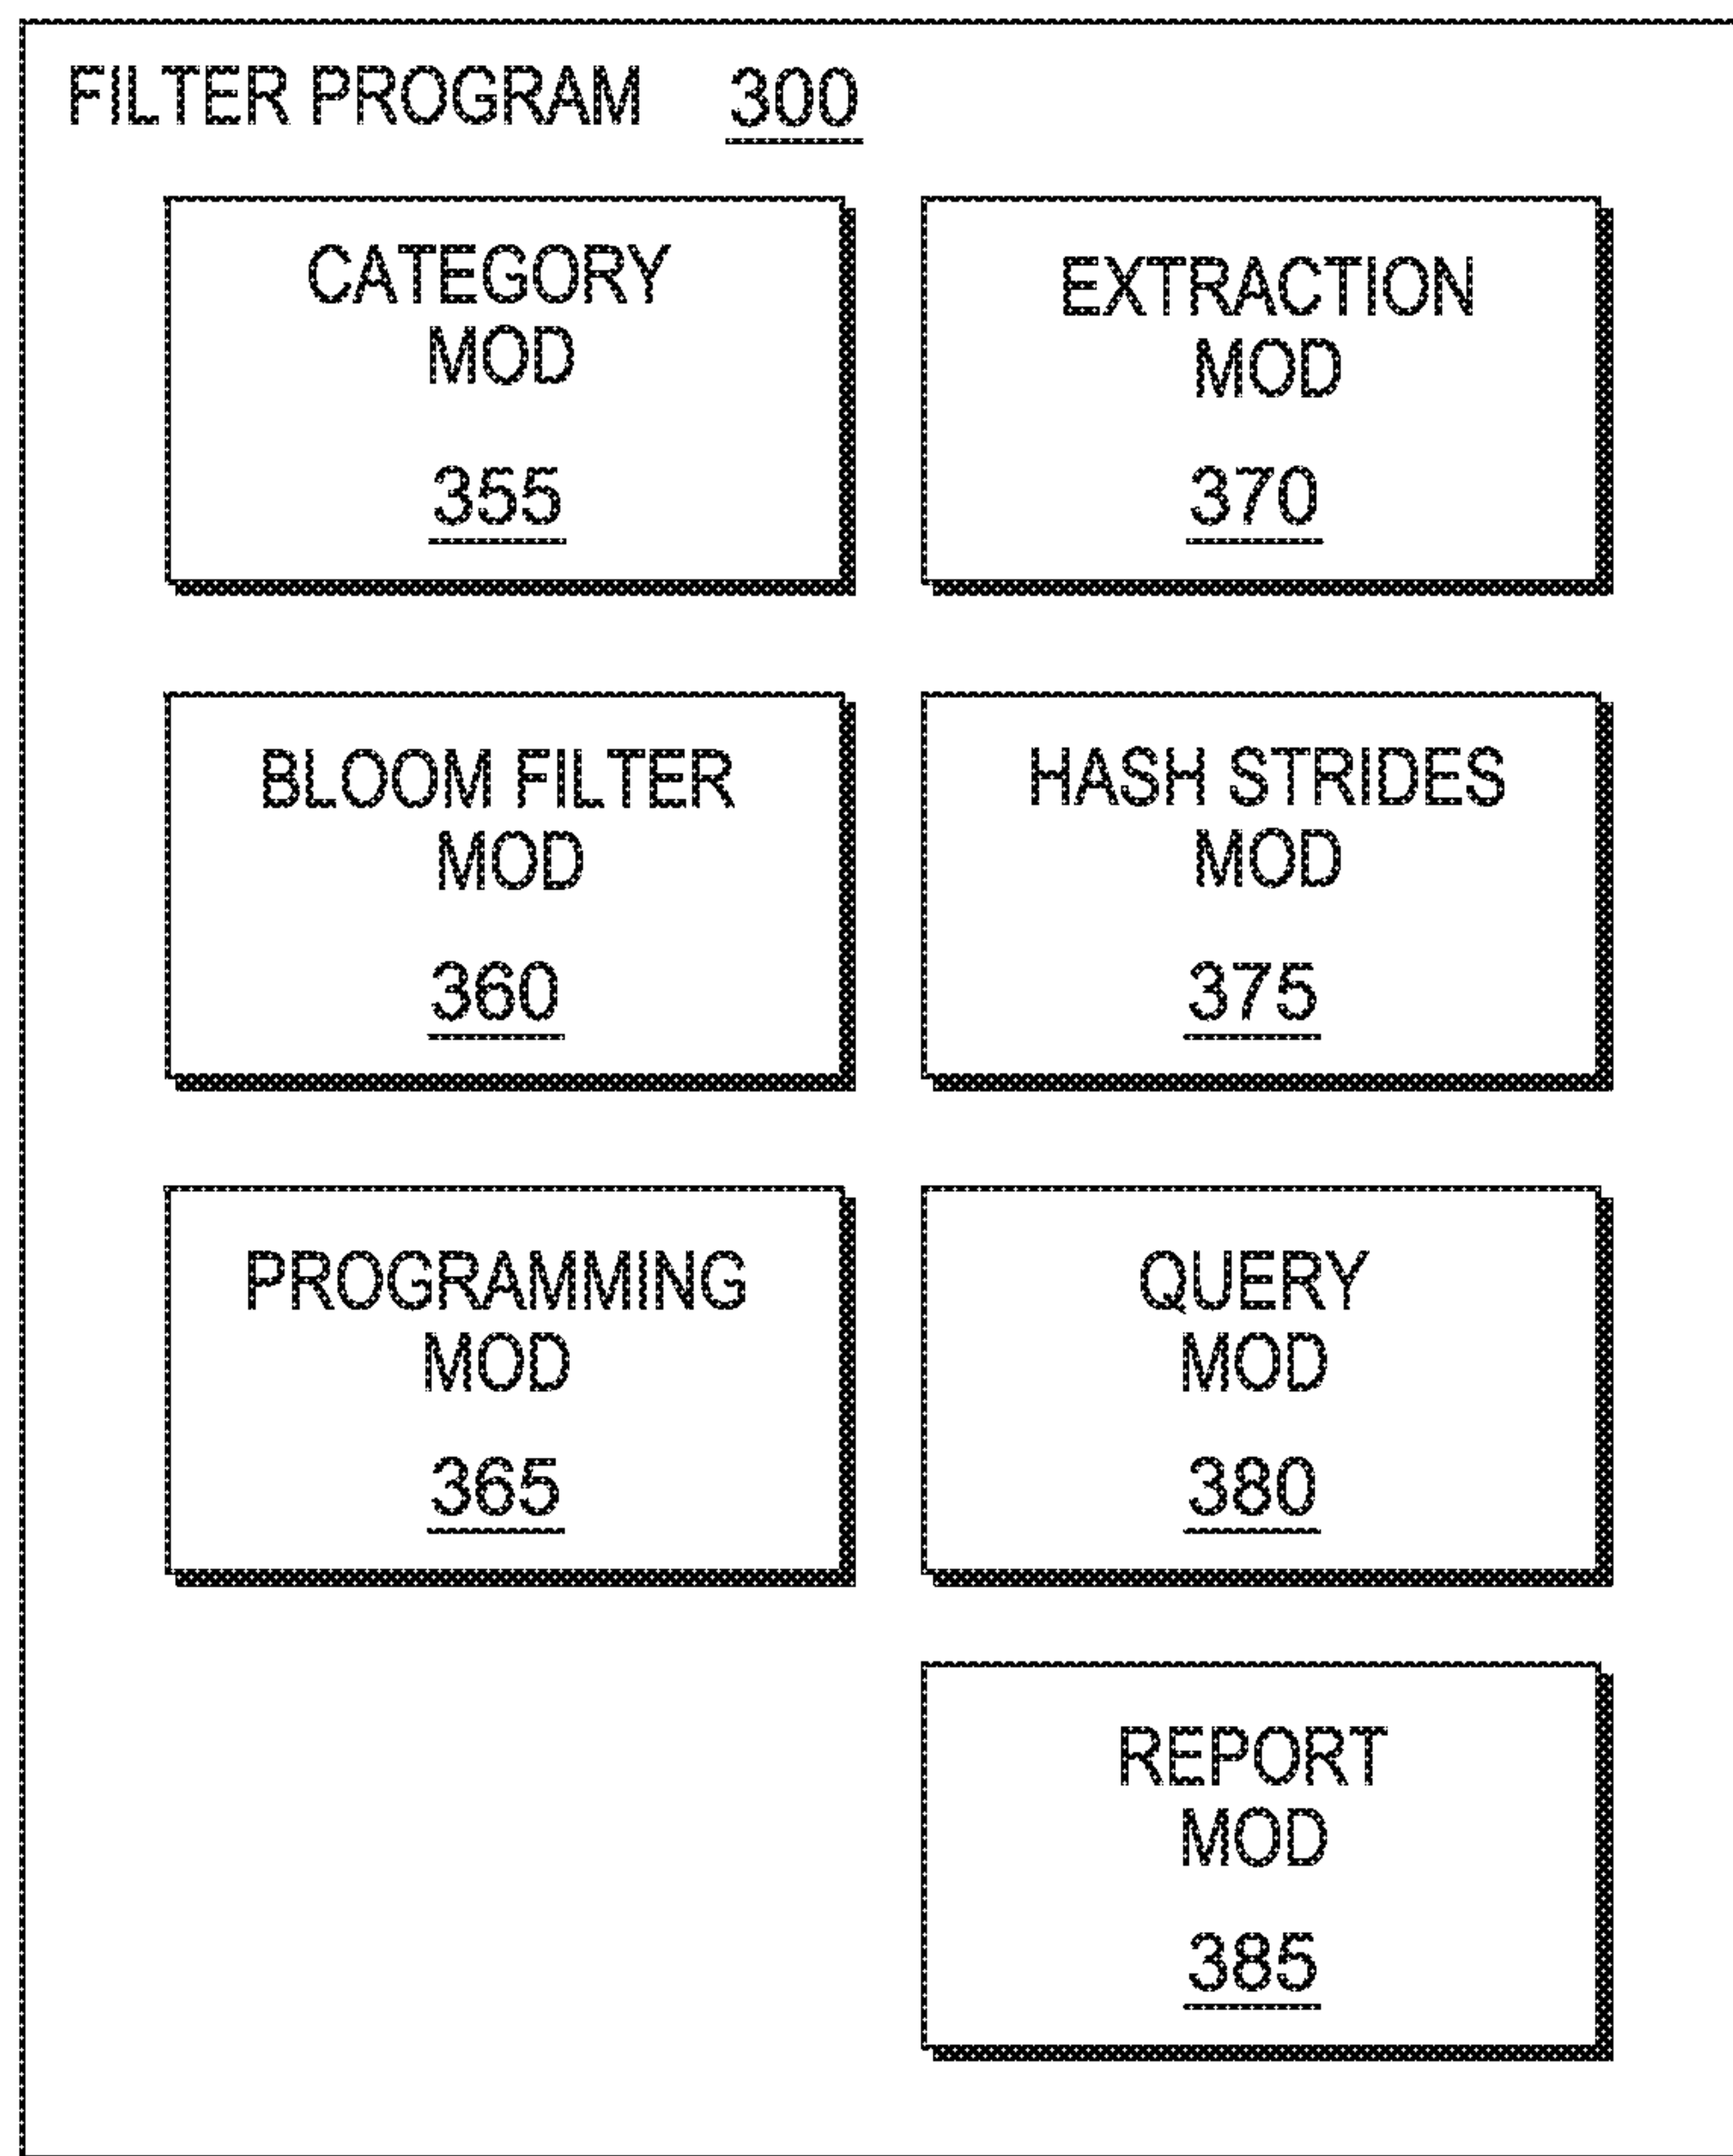 FILTER PROGRAM 300
CATEGORY
MOD
355
EXTRACTION
MOD
370
BLOOM FILTER
MOD
360
HASH STRIDES
MOD
375
PROGRAMMING
MOD
365
QUERY
MOD
380
REPORT
MOD
385